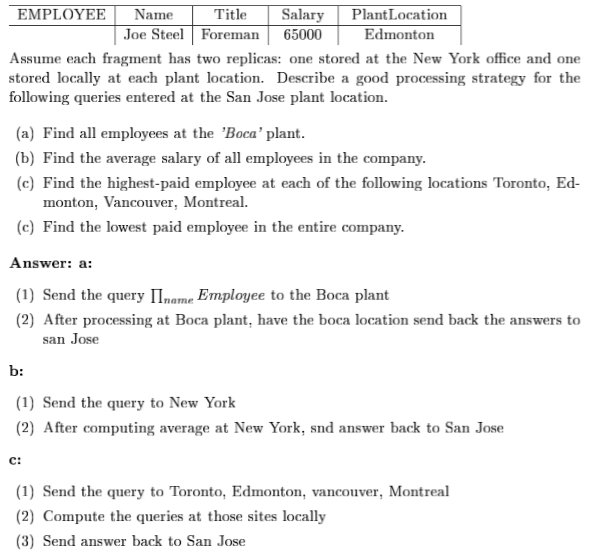 EMPLOYEE Name Title Salary PlantLocation
Joe Steel Foreman 65000 Edmonton
Assume each fragment has two replicas: one stored at the New York office and one
stored locally at each plant location. Describe a good processing strategy for the
following queries entered at the San Jose plant location.
(a) Find all employees at the 'Boca' plant.
(b) Find the average salary of all employees in the company.
(c) Find the highest-paid employee at each of the following locations Toronto, Ed-
monton, Vancouver, Montreal.
(c) Find the lowest paid employee in the entire company.
Answer: a:
(1) Send the query ∏name Employee to the Boca plant
(2) After processing at Boca plant, have the boca location send back the answers to
san Jose
b:
(1) Send the query to New York
(2) After computing average at New York, snd answer back to San Jose
c:
(1) Send the query to Toronto, Edmonton, vancouver, Montreal
(2) Compute the queries at those sites locally
(3) Send answer back to San Jose